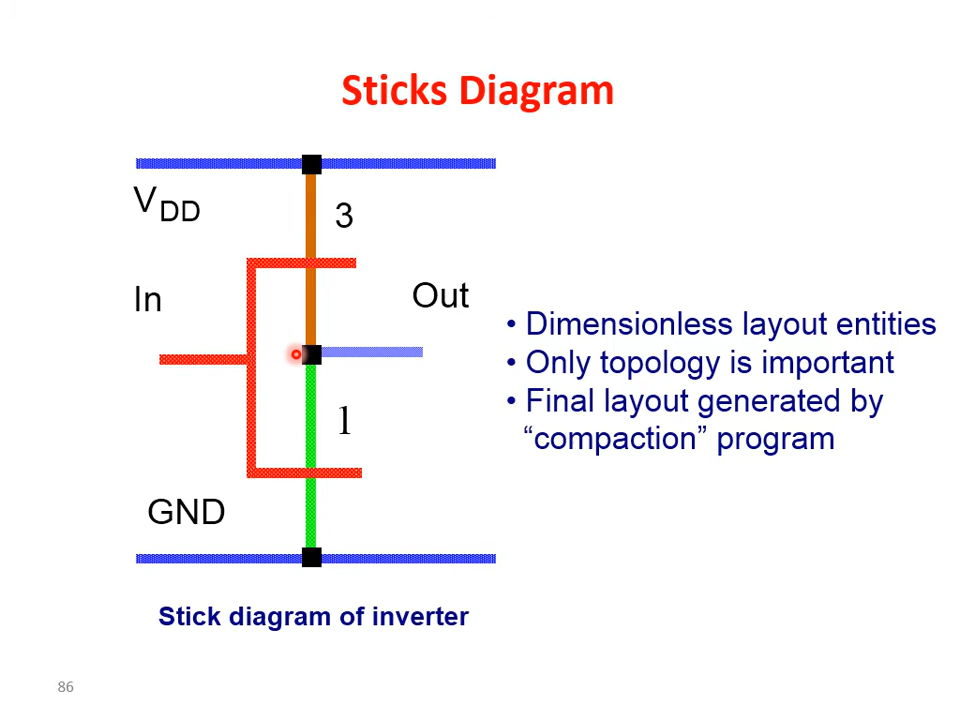 Sticks Diagram
VDD
3
In
Out
• Dimensionless layout entities
• Only topology is important
• Final layout generated by
“compaction” program
1
GND
Stick diagram of inverter
86